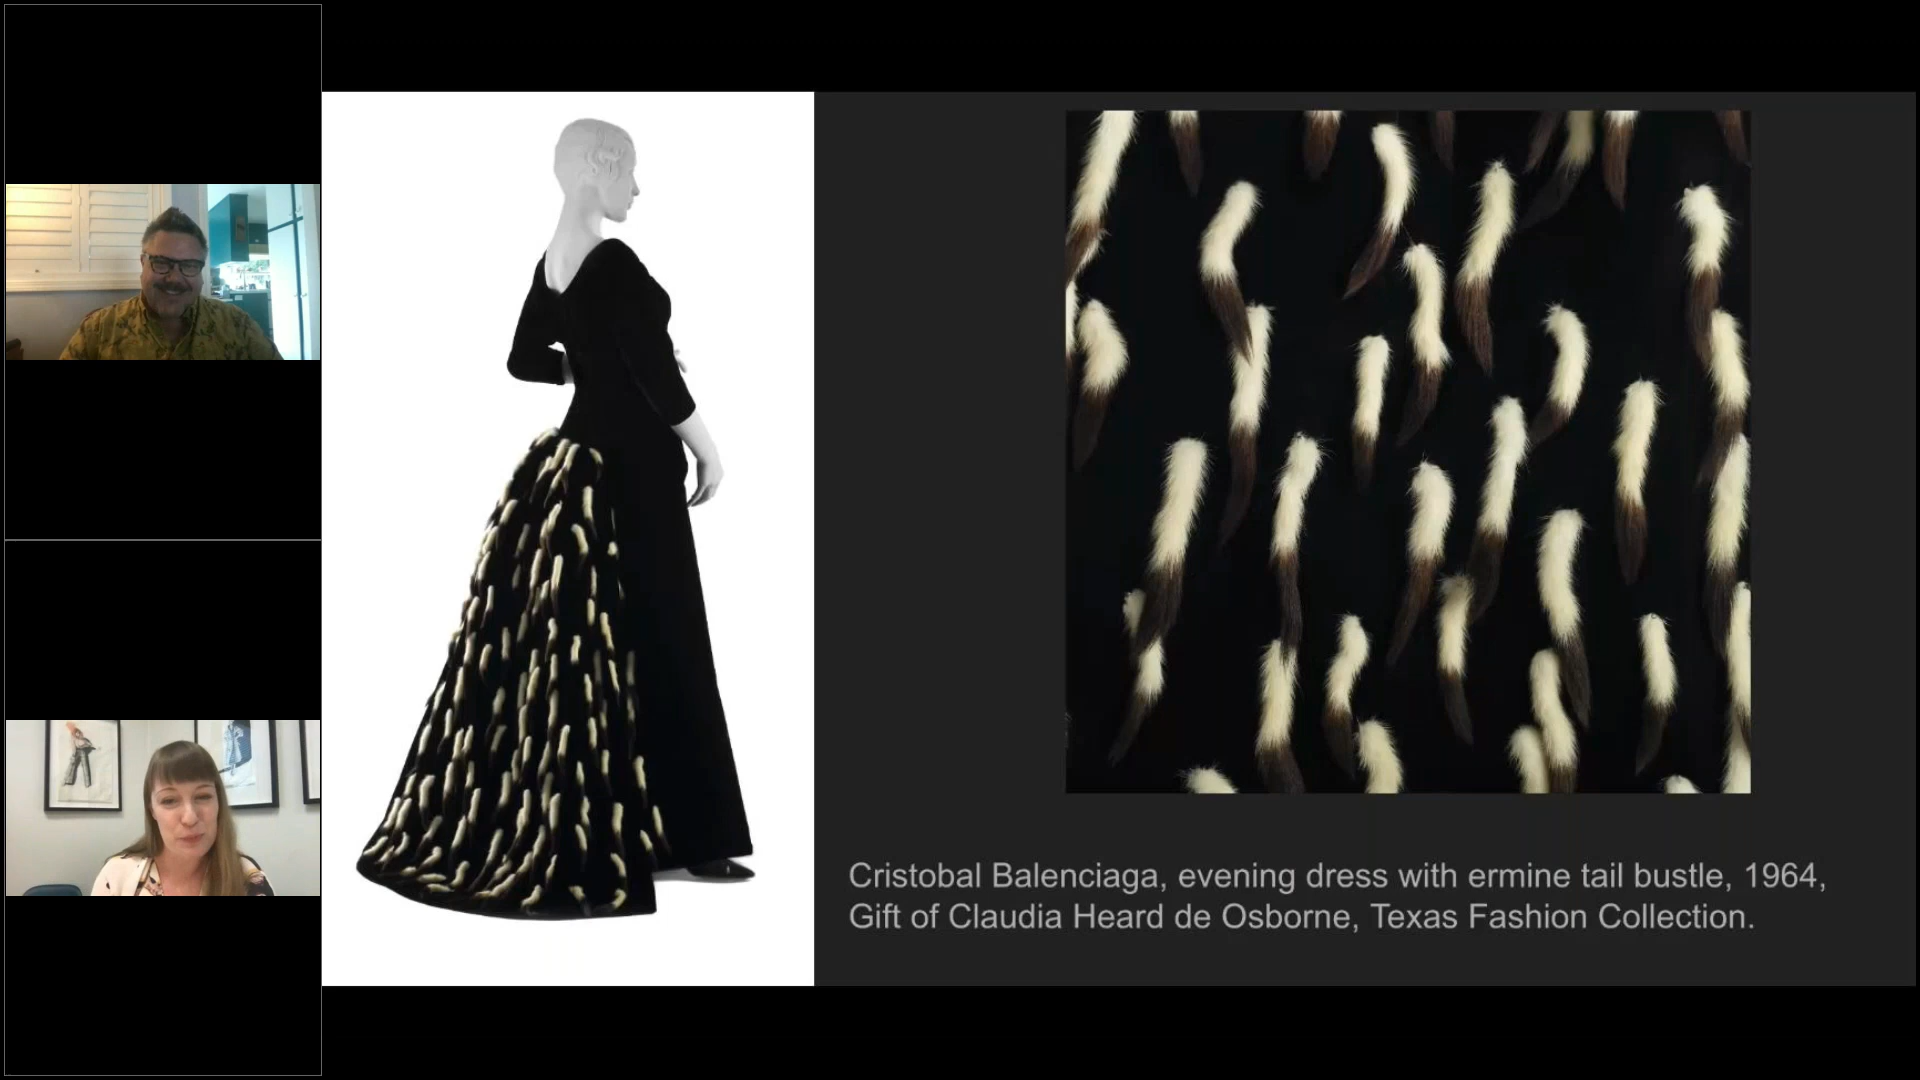 Cristobal Balenciaga, evening dress with ermine tail bustle, 1964,
Gift of Claudia Heard de Osborne, Texas Fashion Collection.